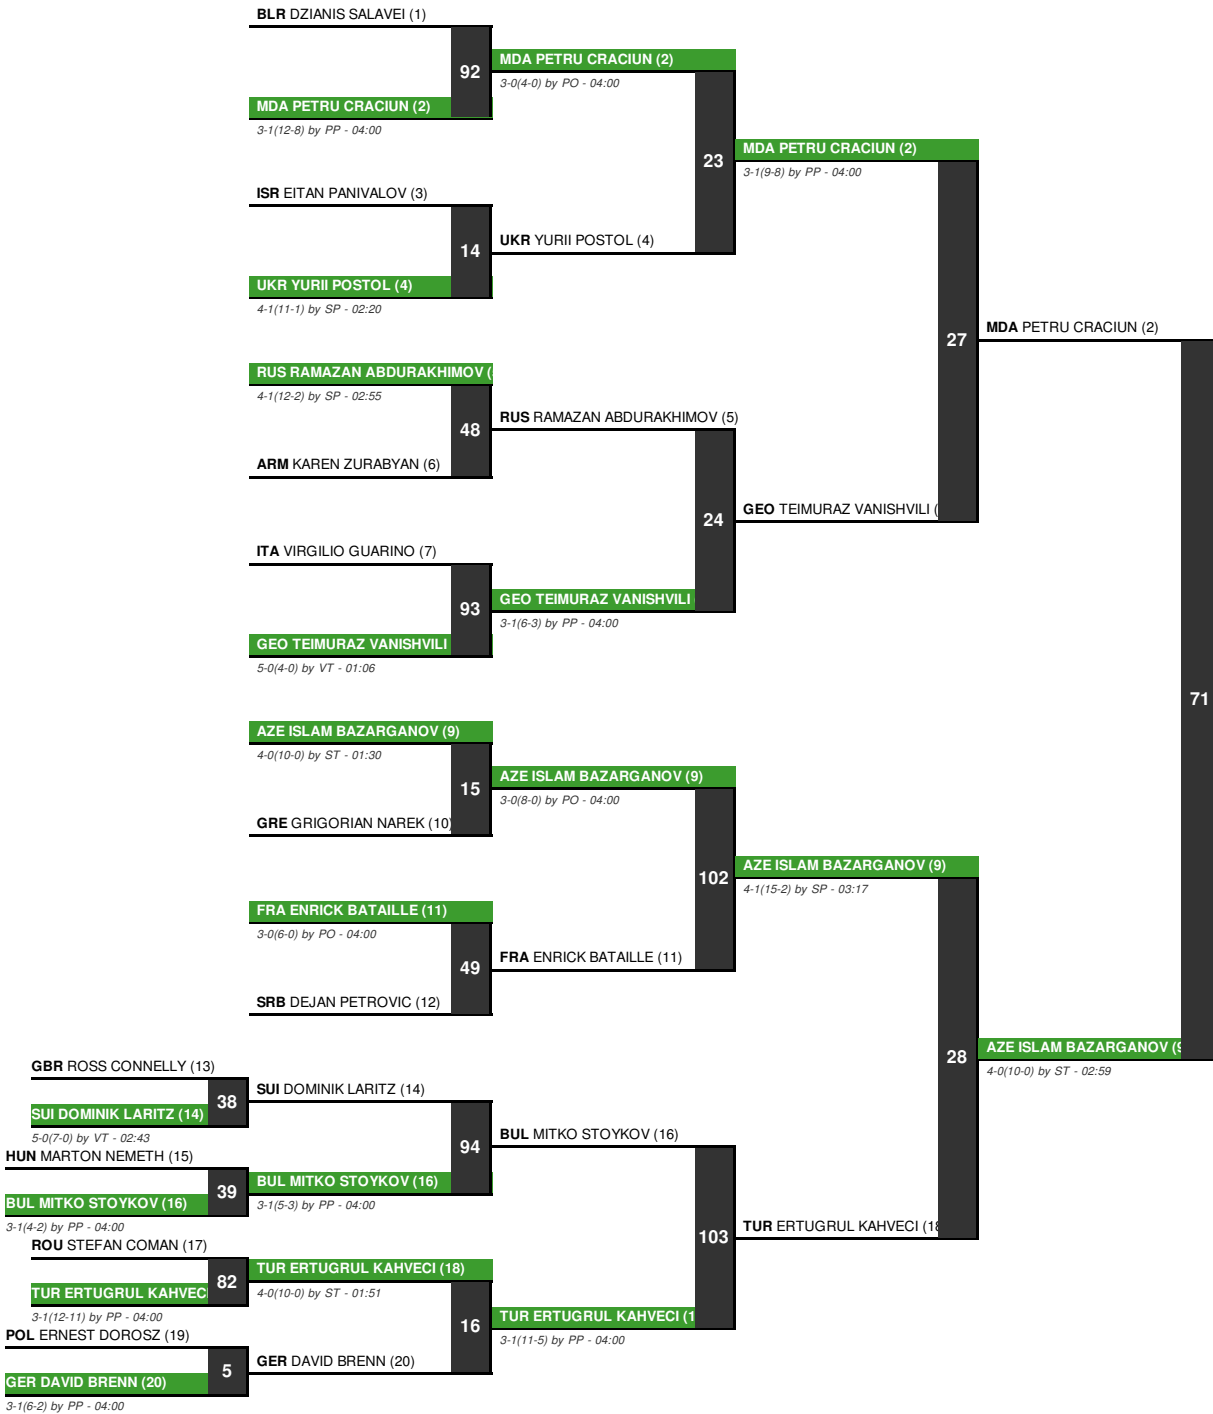 BLR DZIANIS SALAVEI (1)
92
MDA PETRU CRACIUN (2)
3-1(12-8) by PP - 04:00
MDA PETRU CRACIUN (2)
3-0(4-0) by PO - 04:00
23
ISR EITAN PANIVALOV (3)
14
UKR YURII POSTOL (4)
4-1(11-1) by SP - 02:20
UKR YURII POSTOL (4)
MDA PETRU CRACIUN (2)
3-1(9-8) by PP - 04:00
27
RUS RAMAZAN ABDURAKHIMOV (
4-1(12-2) by SP - 02:55
48
ARM KAREN ZURABYAN (6)
RUS RAMAZAN ABDURAKHIMOV (5)
24
ITA VIRGILIO GUARINO (7)
93
GEO TEIMURAZ VANISHVILI
5-0(4-0) by VT - 01:06
GEO TEIMURAZ VANISHVILI
3-1(6-3) by PP - 04:00
GEO TEIMURAZ VANISHVILI (
MDA PETRU CRACIUN (2)
71
AZE ISLAM BAZARGANOV (9)
4-0(10-0) by ST - 01:30
15
GRE GRIGORIAN NAREK (10)
AZE ISLAM BAZARGANOV (9)
3-0(8-0) by PO - 04:00
102
FRA ENRICK BATAILLE (11)
3-0(6-0) by PO - 04:00
49
SRB DEJAN PETROVIC (12)
FRA ENRICK BATAILLE (11)
AZE ISLAM BAZARGANOV (9)
4-1(15-2) by SP - 03:17
28
AZE ISLAM BAZARGANOV (9
4-0(10-0) by ST - 02:59
GBR ROSS CONNELLY (13)
38
SUI DOMINIK LARITZ (14)
5-0(7-0) by VT - 02:43
SUI DOMINIK LARITZ (14)
94
HUN MARTON NEMETH (15)
39
BUL MITKO STOYKOV (16)
3-1(4-2) by PP - 04:00
BUL MITKO STOYKOV (16)
3-1(5-3) by PP - 04:00
BUL MITKO STOYKOV (16)
103
TUR ERTUGRUL KAHVECI (18
ROU STEFAN COMAN (17)
82
TUR ERTUGRUL KAHVECI
3-1(12-11) by PP - 04:00
TUR ERTUGRUL KAHVECI (18)
4-0(10-0) by ST - 01:51
16
TUR ERTUGRUL KAHVECI (1
3-1(11-5) by PP - 04:00
POL ERNEST DOROSZ (19)
5
GER DAVID BRENN (20)
3-1(6-2) by PP - 04:00
GER DAVID BRENN (20)